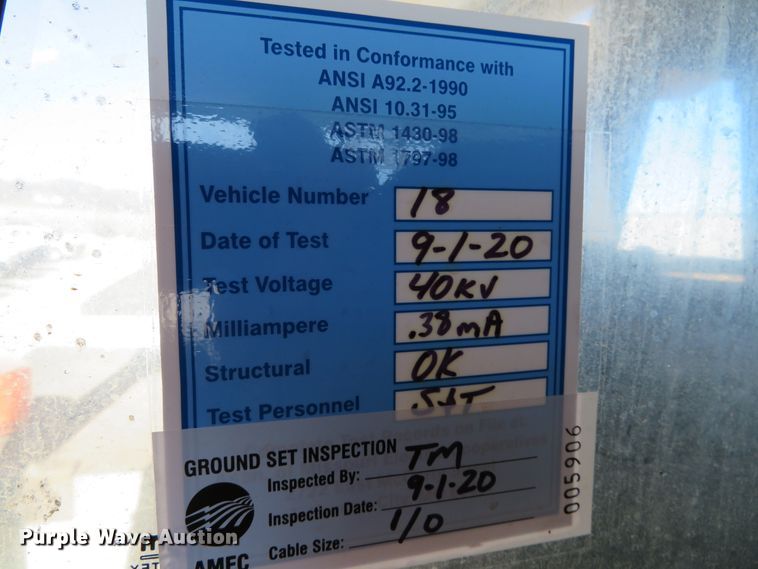 Tested in Conformance with
ANSI A92.2-1990
ANSI 10.31-95
ASTM 1430-98
ASTM 1797-98
Vehicle Number 18
Date of Test 9-1-20
Test Voltage 40KV
Milliampere .38mA
Structural OK
Test Personnel
GROUND SET INSPECTION
Inspected By: TM
Inspection Date: 9-1-20
Cable Size: 1/0
AMEC
005906
Purple Wave Auction